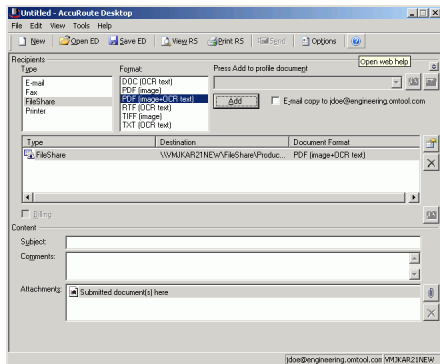 Untitled - AccuRoute Desktop
File Edit View Tools Help
New Open ED Save ED View RS Print RS Send Options
Open web help
Recipients
Type
Format
Press Add to profile document
E-mail
Fax
FileShare
Printer
DOC (OCR text)
PDF (image)
PDF (image+OCR text)
RTF (OCR text)
TIFF (image)
TXT (OCR text)
Add
E-mail copy to jdoe@engineering.omtool.com
Type Destination Document Format
FileShare \\VMJKAR21NEW\FileShare\Produc... PDF (image+OCR text)
Billing
Content
Subject:
Comments:
Attachments: Submitted document(s) here
jdoe@engineering.omtool.com VMJKAR21NEW